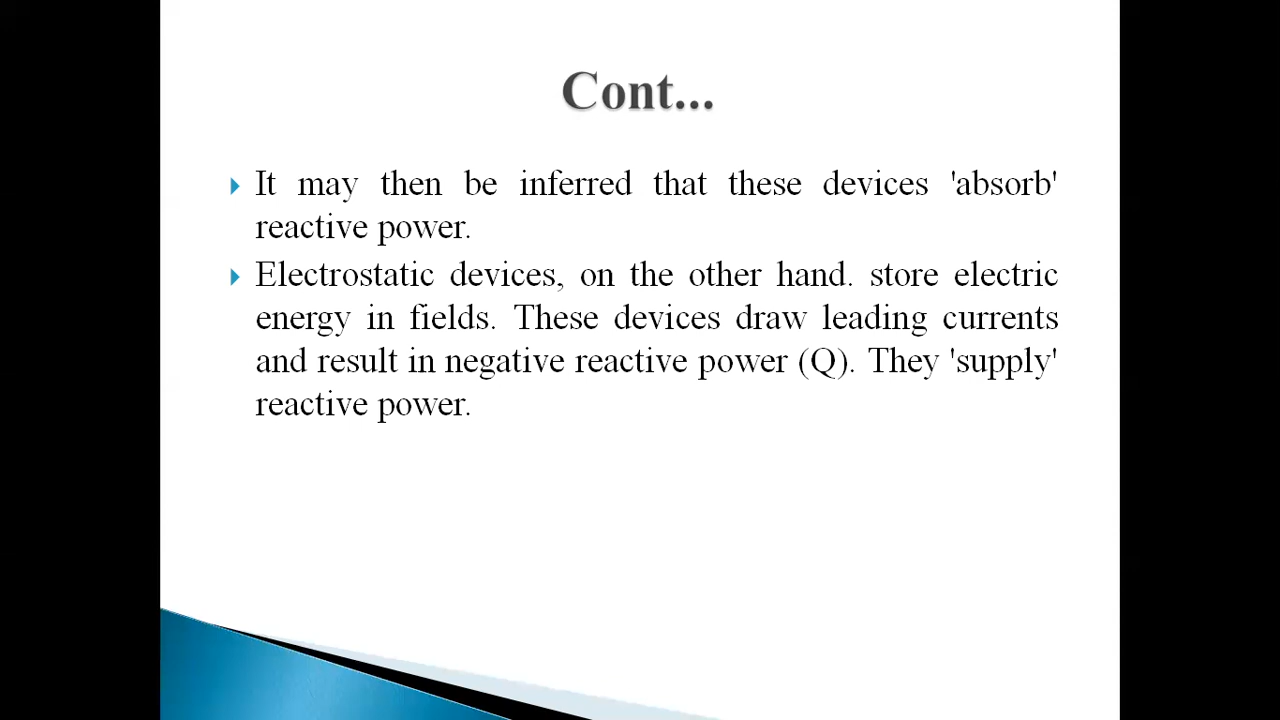 Cont...
It may then be inferred that these devices 'absorb'
reactive power.
Electrostatic devices, on the other hand. store electric
energy in fields. These devices draw leading currents
and result in negative reactive power (Q). They 'supply'
reactive power.